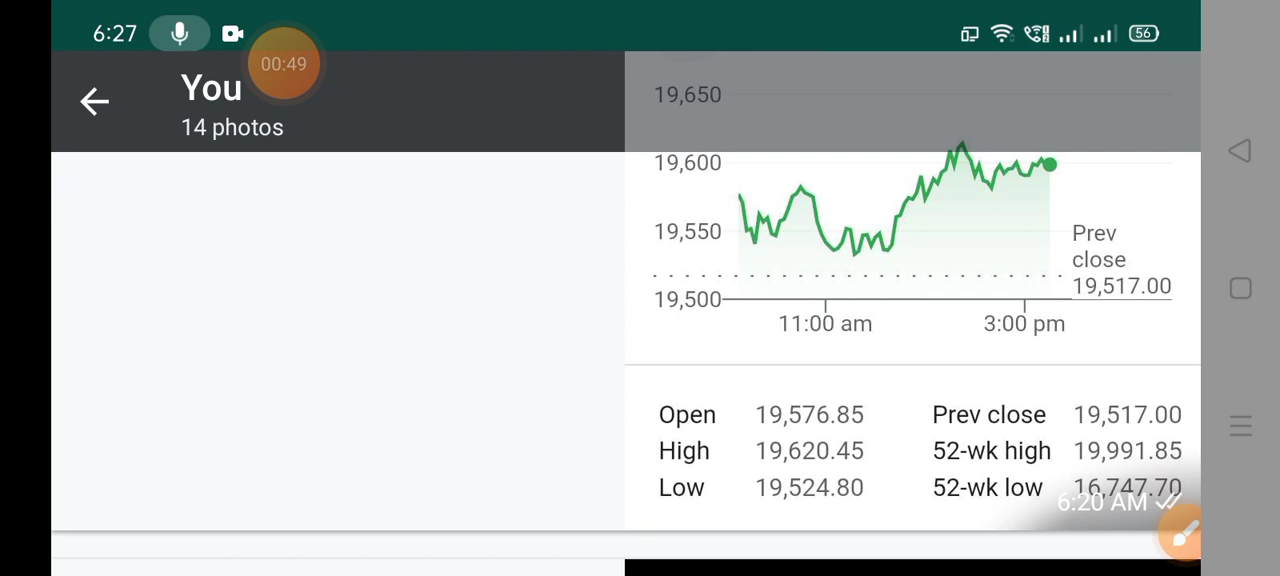 6:27
56
00:49
You
14 photos
19,650
19,600
19,550
19,500
Prev
close
19,517.00
11:00 am 3:00 pm
Open 19,576.85 Prev close 19,517.00
High 19,620.45 52-wk high 19,991.85
Low 19,524.80 52-wk low 16,747.70
6:20 AM